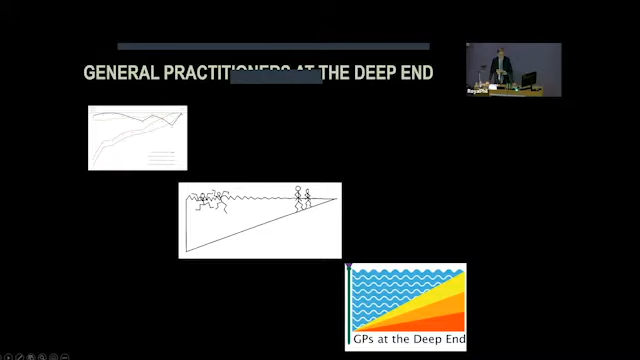 GENERAL PRACTITIONERS AT THE DEEP END
GPs at the Deep End